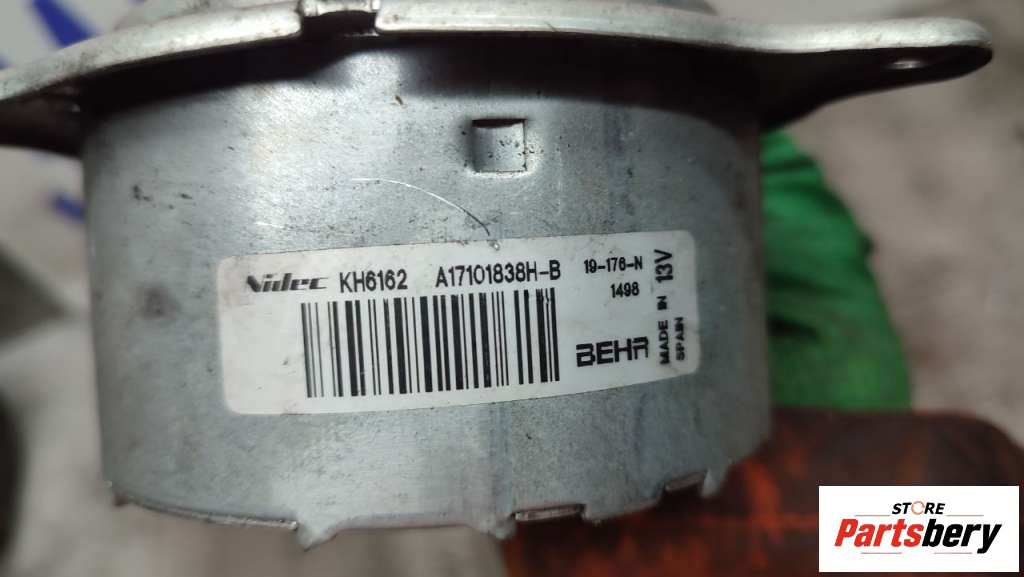 Nidec KH6162 A17101838H-B 19-176-N
1498
BEHR
MADE IN
SPAIN
13V
STORE
Partsbery